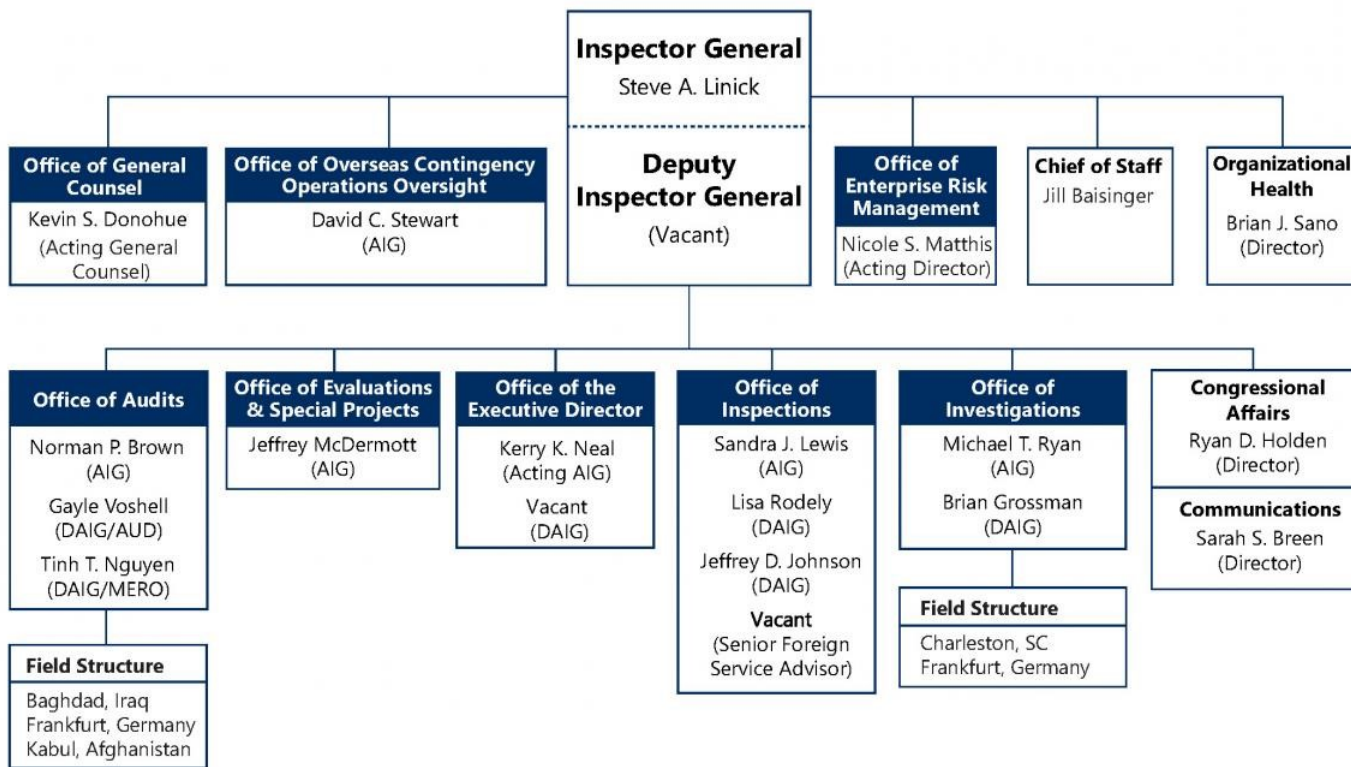 Inspector General
Steve A. Linick
Deputy
Inspector General
(Vacant)
Office of General
Counsel
Kevin S. Donohue
(Acting General
Counsel)
Office of Overseas Contingency
Operations Oversight
David C. Stewart
(AIG)
Office of
Enterprise Risk
Management
Nicole S. Matthis
(Acting Director)
Chief of Staff
Jill Baisinger
Organizational
Health
Brian J. Sano
(Director)
Office of Audits
Norman P. Brown
(AIG)
Gayle Voshell
(DAIG/AUD)
Tinh T. Nguyen
(DAIG/MERO)
Field Structure
Baghdad, Iraq
Frankfurt, Germany
Kabul, Afghanistan
Office of Evaluations
& Special Projects
Jeffrey McDermott
(AIG)
Office of the
Executive Director
Kerry K. Neal
(Acting AIG)
Vacant
(DAIG)
Office of
Inspections
Sandra J. Lewis
(AIG)
Lisa Rodely
(DAIG)
Jeffrey D. Johnson
(DAIG)
Vacant
(Senior Foreign
Service Advisor)
Office of
Investigations
Michael T. Ryan
(AIG)
Brian Grossman
(DAIG)
Field Structure
Charleston, SC
Frankfurt, Germany
Congressional
Affairs
Ryan D. Holden
(Director)
Communications
Sarah S. Breen
(Director)